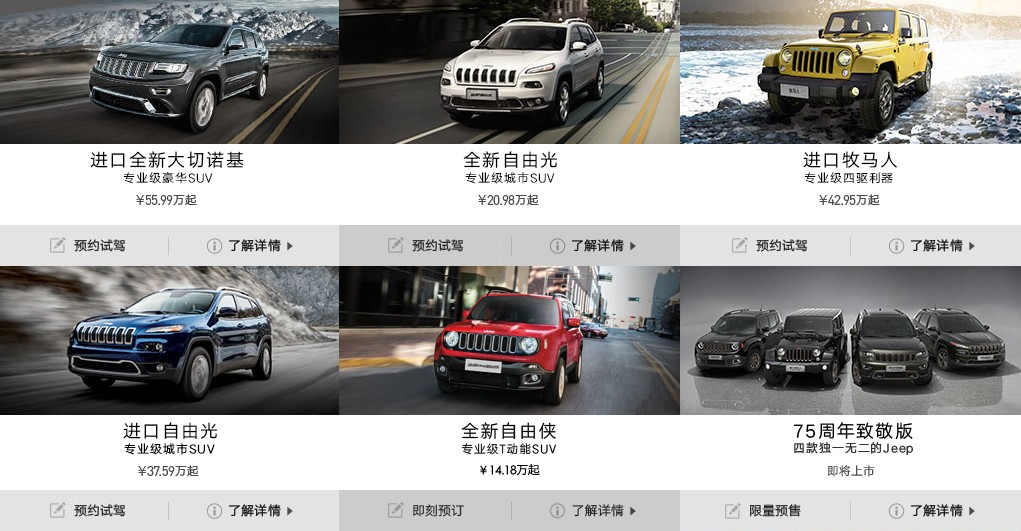 进口全新大切诺基
专业级豪华SUV
¥55.99万起
预约试驾
了解详情
全新自由光
专业级城市SUV
¥20.98万起
预约试驾
了解详情
进口牧马人
专业级四驱利器
¥42.95万起
预约试驾
了解详情
进口自由光
专业级城市SUV
¥37.59万起
预约试驾
了解详情
全新自由侠
专业级T动能SUV
¥14.18万起
即刻预订
了解详情
75周年致敬版
四款独一无二的Jeep
即将上市
限量预售
了解详情